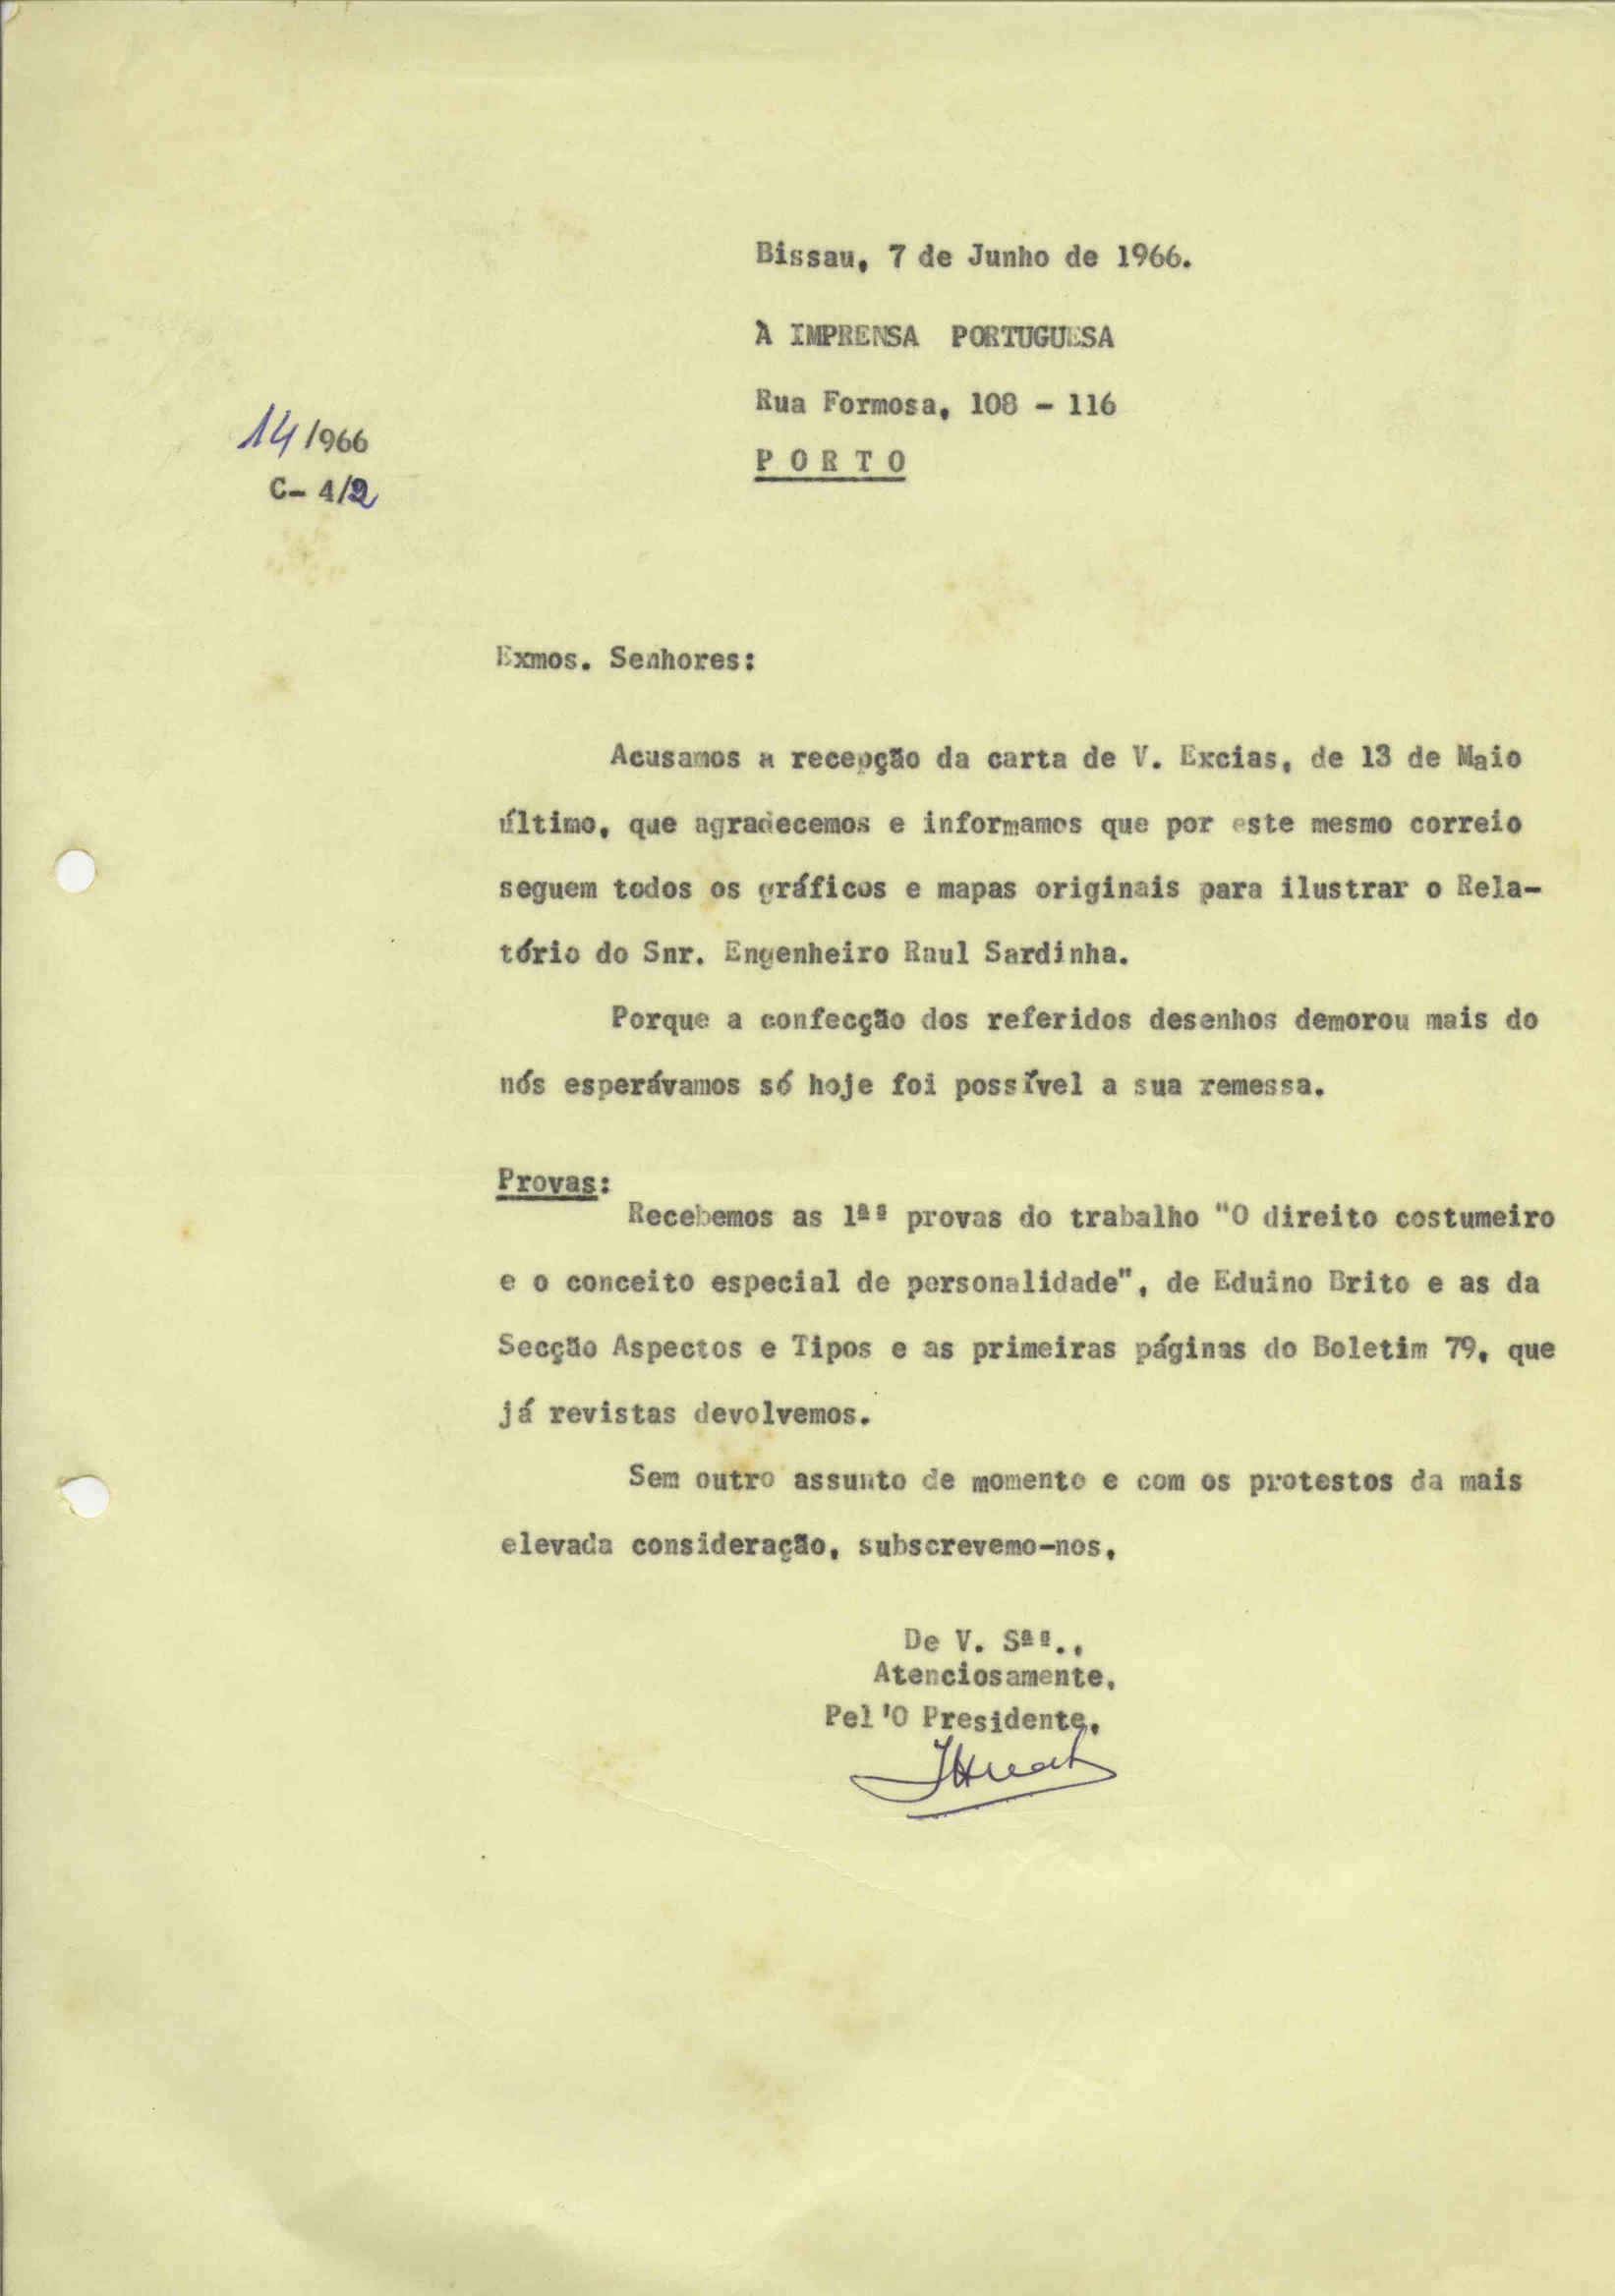 Bissau, 7 de Junho de 1966.
À IMPRENSA PORTUGUESA
Rua Formosa, 108 - 116
P O R T O
14/966
C- 4/2
Exmos. Senhores:
Acusamos a recepção da carta de V. Excias, de 13 de Maio
último, que agradecemos e informamos que por este mesmo correio
seguem todos os gráficos e mapas originais para ilustrar o Rela-
tório do Snr. Engenheiro Raul Sardinha.
Porque a confecção dos referidos desenhos demorou mais do
nós esperávamos só hoje foi possível a sua remessa.
Provas:
Recebemos as 1ªs provas do trabalho "O direito costumeiro
e o conceito especial de personalidade", de Eduino Brito e as da
Secção Aspectos e Tipos e as primeiras páginas do Boletim 79, que
já revistas devolvemos.
Sem outro assunto de momento e com os protestos da mais
elevada consideração, subscrevemo-nos,
De V. Sªs.,
Atenciosamente,
Pel'O Presidente,